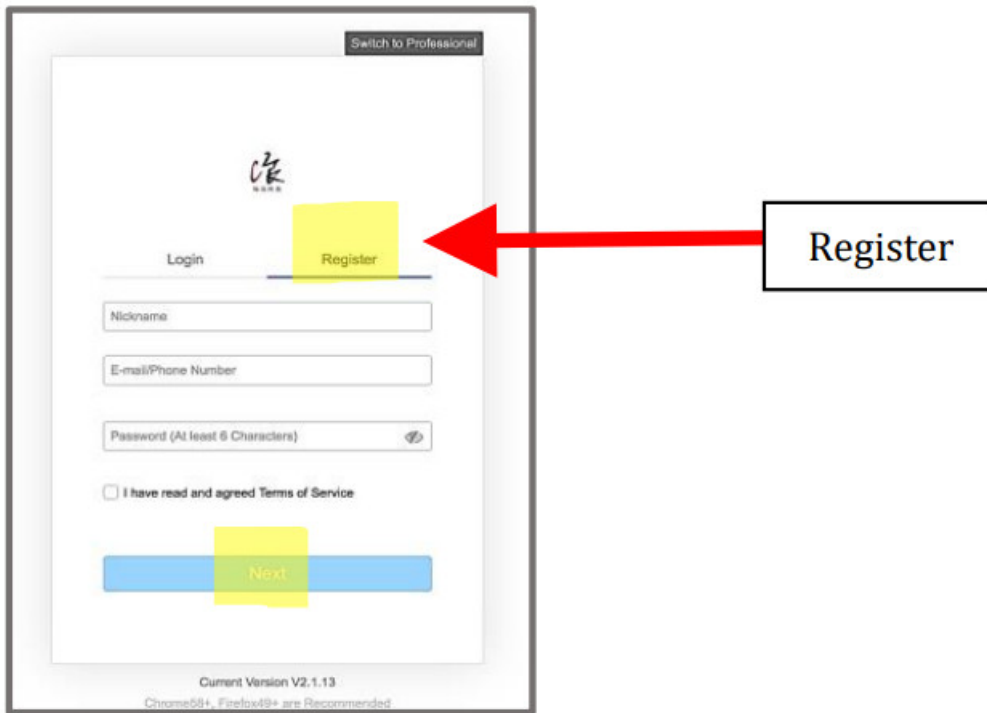 Switch to Professional
Login
Register
Register
Nickname
E-mail/Phone Number
Password (At least 6 Characters)
I have read and agreed Terms of Service
Next
Current Version V2.1.13
Chrome58+, Firefox49+ are Recommended